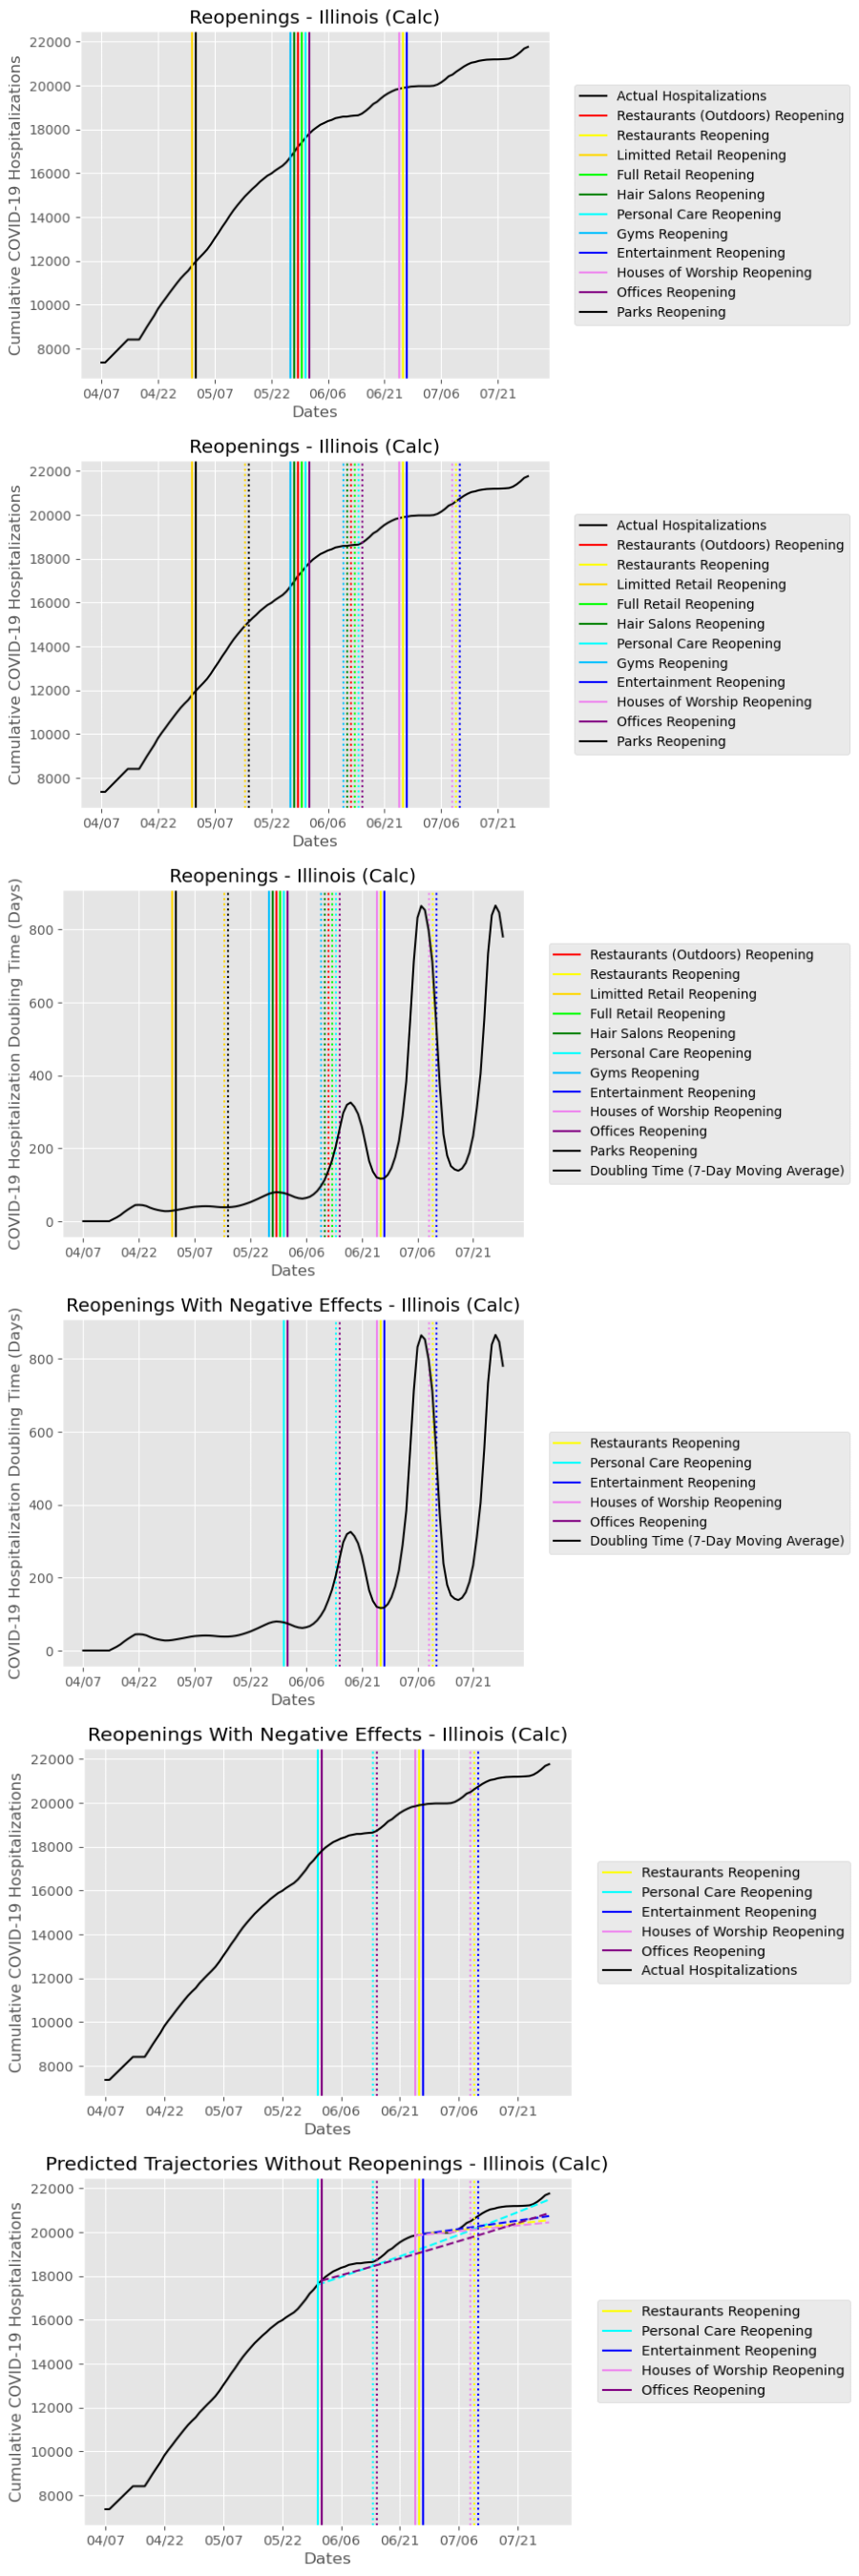 Reopenings - Illinois (Calc)
Cumulative COVID-19 Hospitalizations
22000
20000
18000
16000
14000
12000
10000
8000
04/07 04/22 05/07 05/22 06/06 06/21 07/06 07/21
Dates
Actual Hospitalizations
Restaurants (Outdoors) Reopening
Restaurants Reopening
Limitted Retail Reopening
Full Retail Reopening
Hair Salons Reopening
Personal Care Reopening
Gyms Reopening
Entertainment Reopening
Houses of Worship Reopening
Offices Reopening
Parks Reopening
Reopenings - Illinois (Calc)
Cumulative COVID-19 Hospitalizations
22000
20000
18000
16000
14000
12000
10000
8000
04/07 04/22 05/07 05/22 06/06 06/21 07/06 07/21
Dates
Actual Hospitalizations
Restaurants (Outdoors) Reopening
Restaurants Reopening
Limitted Retail Reopening
Full Retail Reopening
Hair Salons Reopening
Personal Care Reopening
Gyms Reopening
Entertainment Reopening
Houses of Worship Reopening
Offices Reopening
Parks Reopening
Reopenings - Illinois (Calc)
COVID-19 Hospitalization Doubling Time (Days)
800
600
400
200
0
04/07 04/22 05/07 05/22 06/06 06/21 07/06 07/21
Dates
Restaurants (Outdoors) Reopening
Restaurants Reopening
Limitted Retail Reopening
Full Retail Reopening
Hair Salons Reopening
Personal Care Reopening
Gyms Reopening
Entertainment Reopening
Houses of Worship Reopening
Offices Reopening
Parks Reopening
Doubling Time (7-Day Moving Average)
Reopenings With Negative Effects - Illinois (Calc)
COVID-19 Hospitalization Doubling Time (Days)
800
600
400
200
0
04/07 04/22 05/07 05/22 06/06 06/21 07/06 07/21
Dates
Restaurants Reopening
Personal Care Reopening
Entertainment Reopening
Houses of Worship Reopening
Offices Reopening
Doubling Time (7-Day Moving Average)
Reopenings With Negative Effects - Illinois (Calc)
Cumulative COVID-19 Hospitalizations
22000
20000
18000
16000
14000
12000
10000
8000
04/07 04/22 05/07 05/22 06/06 06/21 07/06 07/21
Dates
Restaurants Reopening
Personal Care Reopening
Entertainment Reopening
Houses of Worship Reopening
Offices Reopening
Actual Hospitalizations
Predicted Trajectories Without Reopenings - Illinois (Calc)
Cumulative COVID-19 Hospitalizations
22000
20000
18000
16000
14000
12000
10000
8000
04/07 04/22 05/07 05/22 06/06 06/21 07/06 07/21
Dates
Restaurants Reopening
Personal Care Reopening
Entertainment Reopening
Houses of Worship Reopening
Offices Reopening